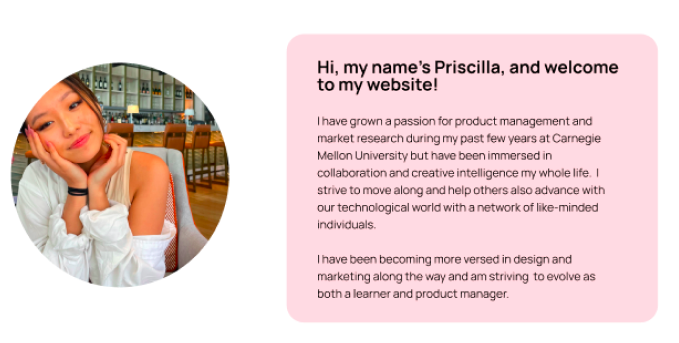 Hi, my name's Priscilla, and welcome
to my website!
I have grown a passion for product management and
market research during my past few years at Carnegie
Mellon University but have been immersed in
collaboration and creative intelligence my whole life.  I
strive to move along and help others also advance with
our technological world with a network of like-minded
individuals.
I have been becoming more versed in design and
marketing along the way and am striving  to evolve as
both a learner and product manager.